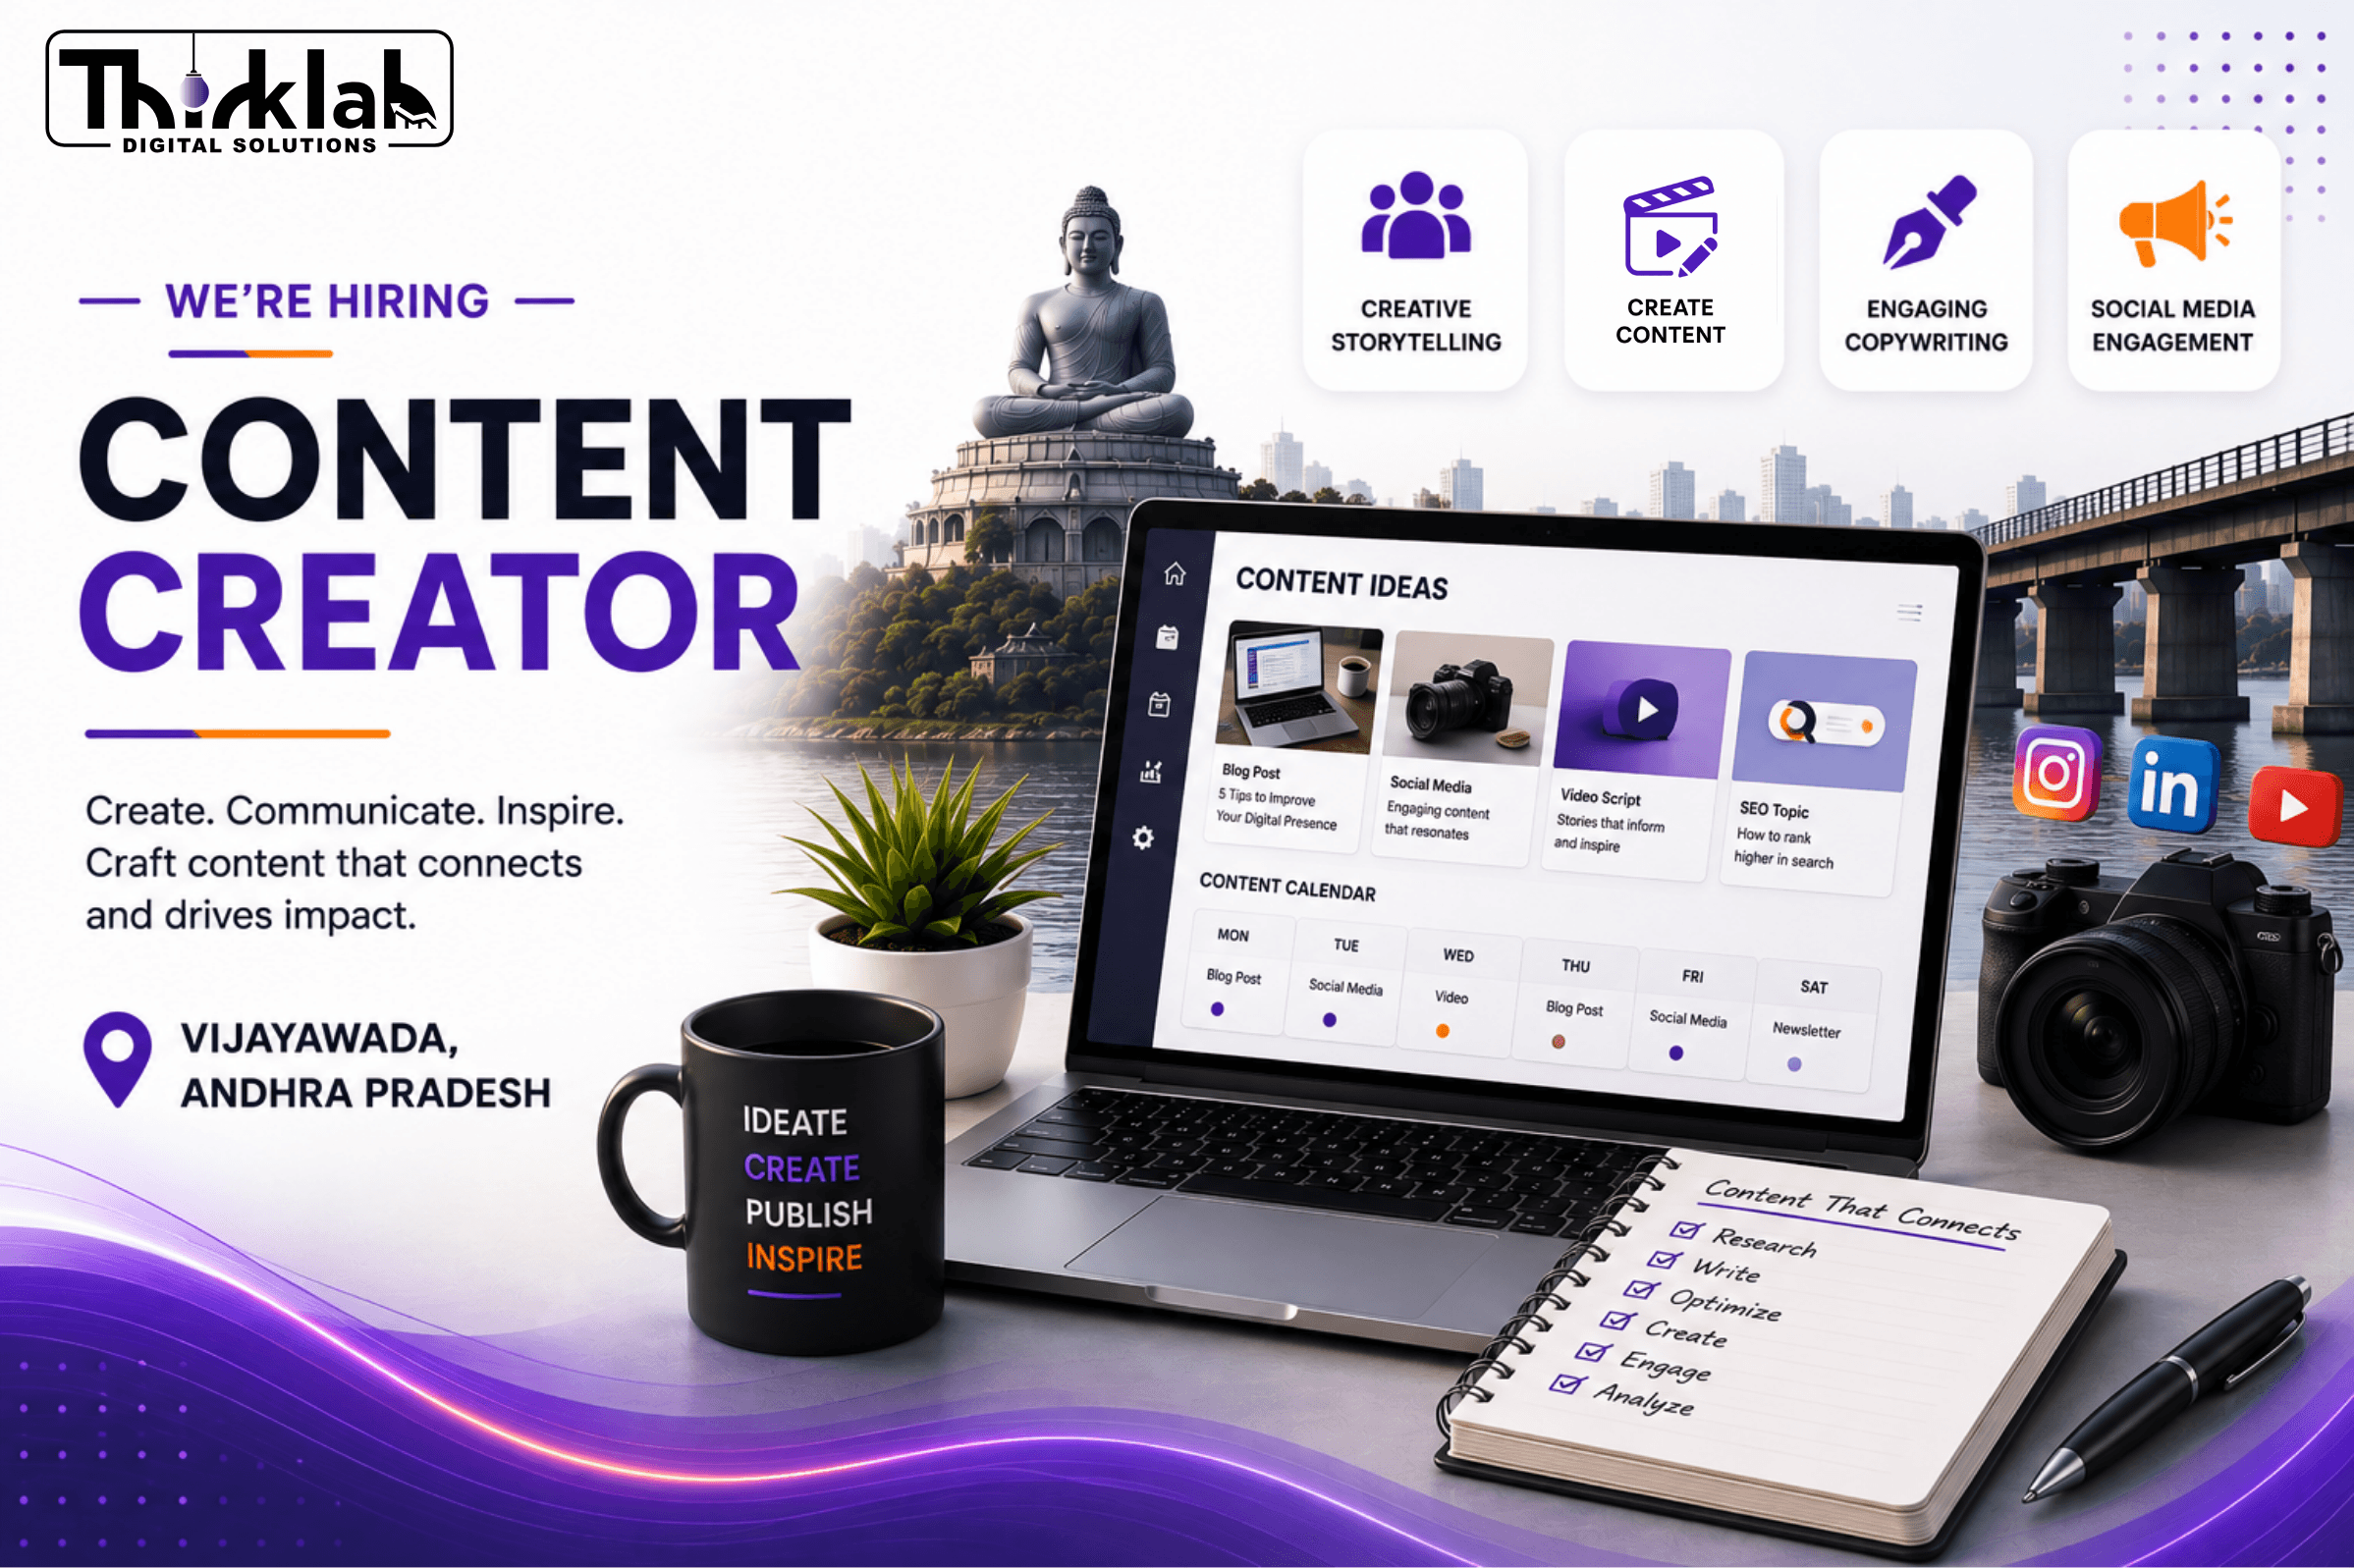 Thinklab
DIGITAL SOLUTIONS
WE'RE HIRING
CONTENT
CREATOR
Create. Communicate. Inspire.
Craft content that connects
and drives impact.
VIJAYAWADA,
ANDHRA PRADESH
CREATIVE
STORYTELLING
CREATE
CONTENT
ENGAGING
COPYWRITING
SOCIAL MEDIA
ENGAGEMENT
CONTENT IDEAS
Blog Post
5 Tips to Improve
Your Digital Presence
Social Media
Engaging content
that resonates
Video Script
Stories that inform
and inspire
SEO Topic
How to rank
higher in search
CONTENT CALENDAR
MON
Blog Post
TUE
Social Media
WED
Video
THU
Blog Post
FRI
Social Media
SAT
Newsletter
in
IDEATE
CREATE
PUBLISH
INSPIRE
Content That Connects
Research
Write
Optimize
Create
Engage
Analyze